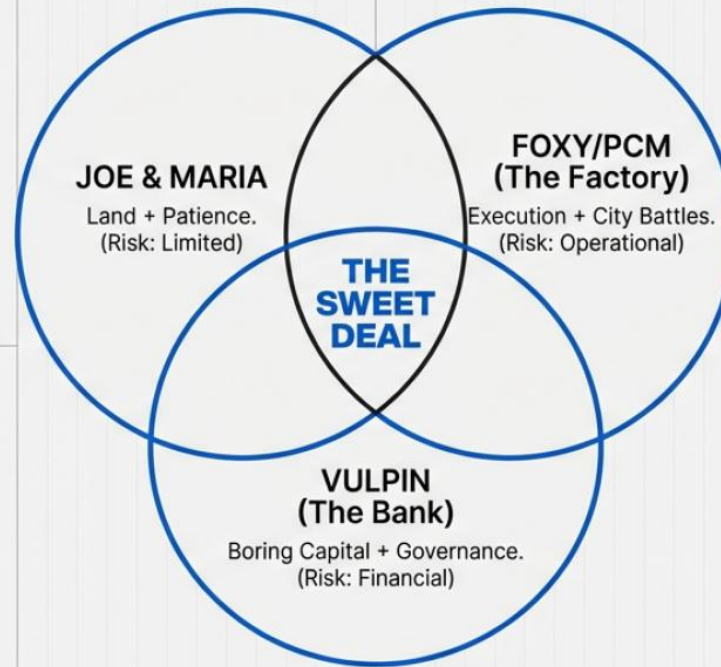 JOE & MARIA
Land + Patience.
(Risk: Limited)
FOXY/PCM
(The Factory)
Execution + City Battles.
(Risk: Operational)
THE
SWEET
DEAL
VULPIN
(The Bank)
Boring Capital + Governance.
(Risk: Financial)